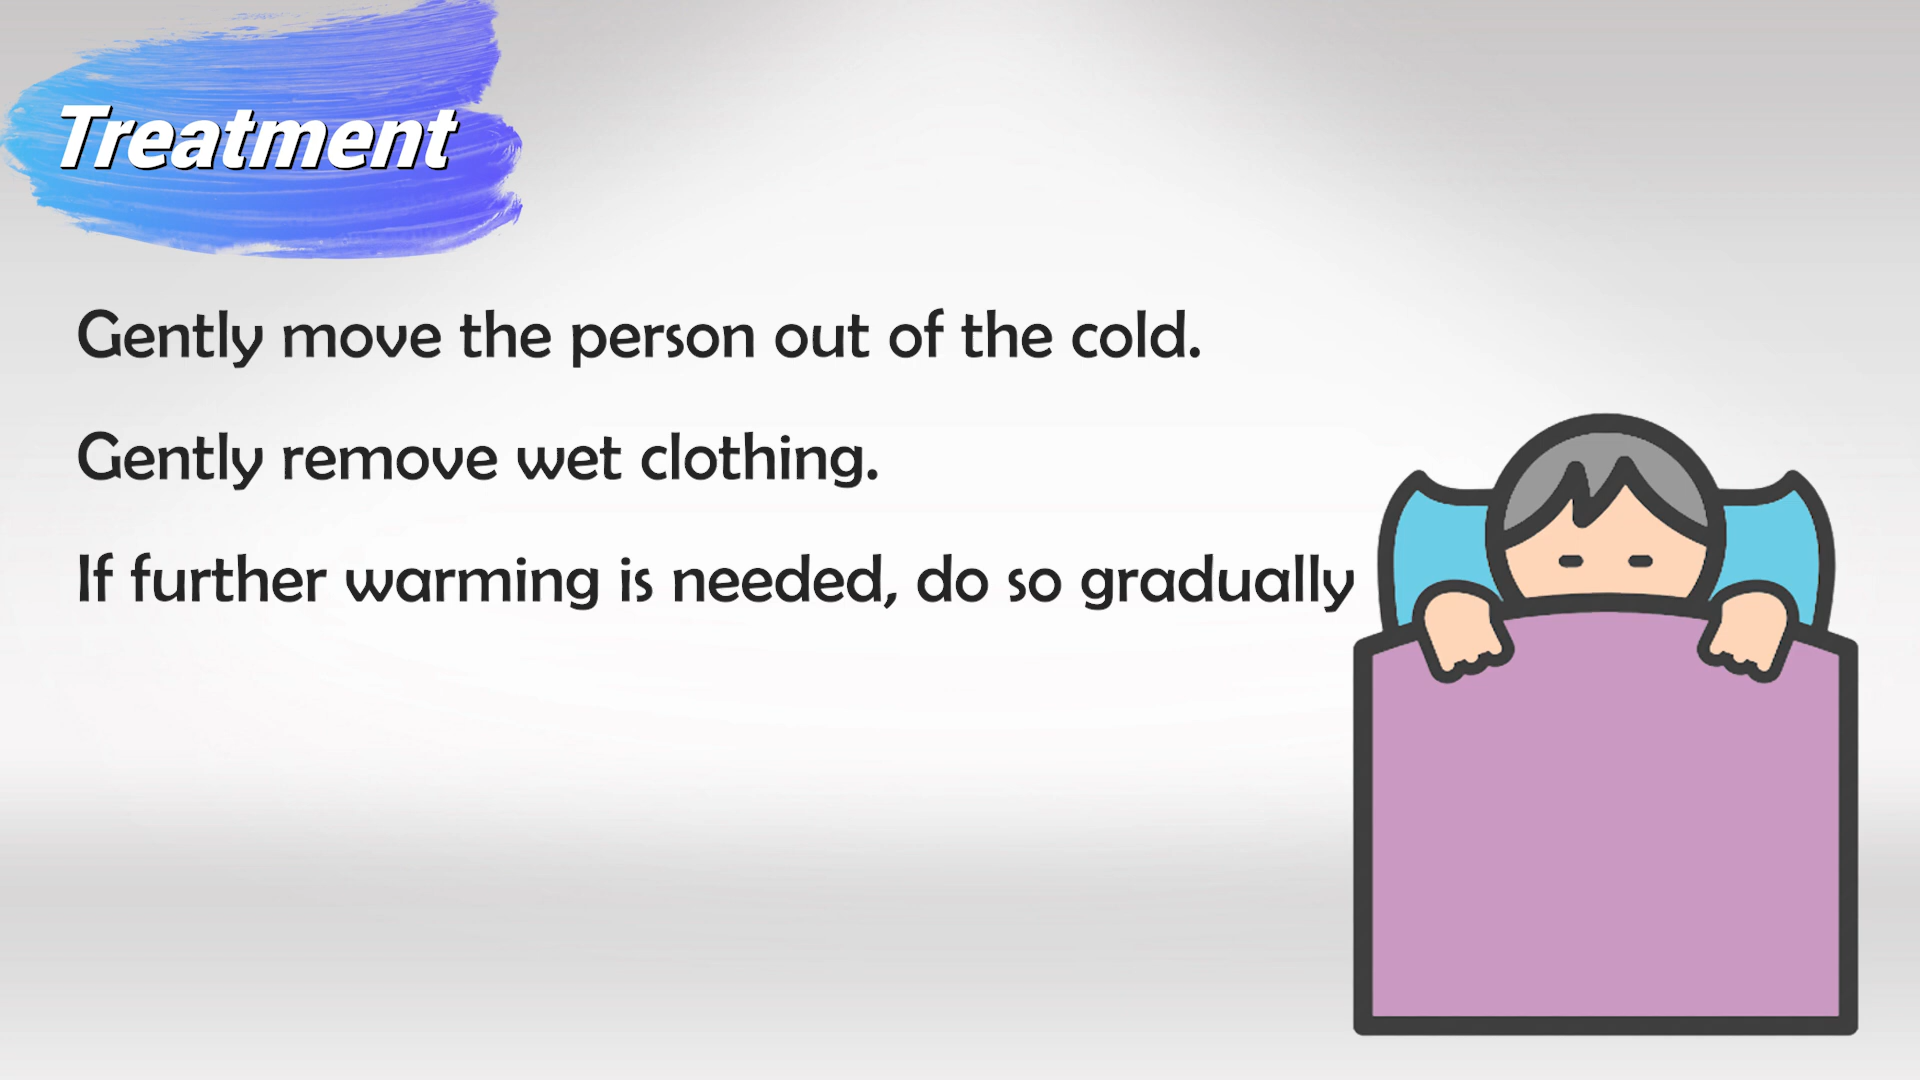 Treatment
Gently move the person out of the cold.
Gently remove wet clothing.
If further warming is needed, do so gradually